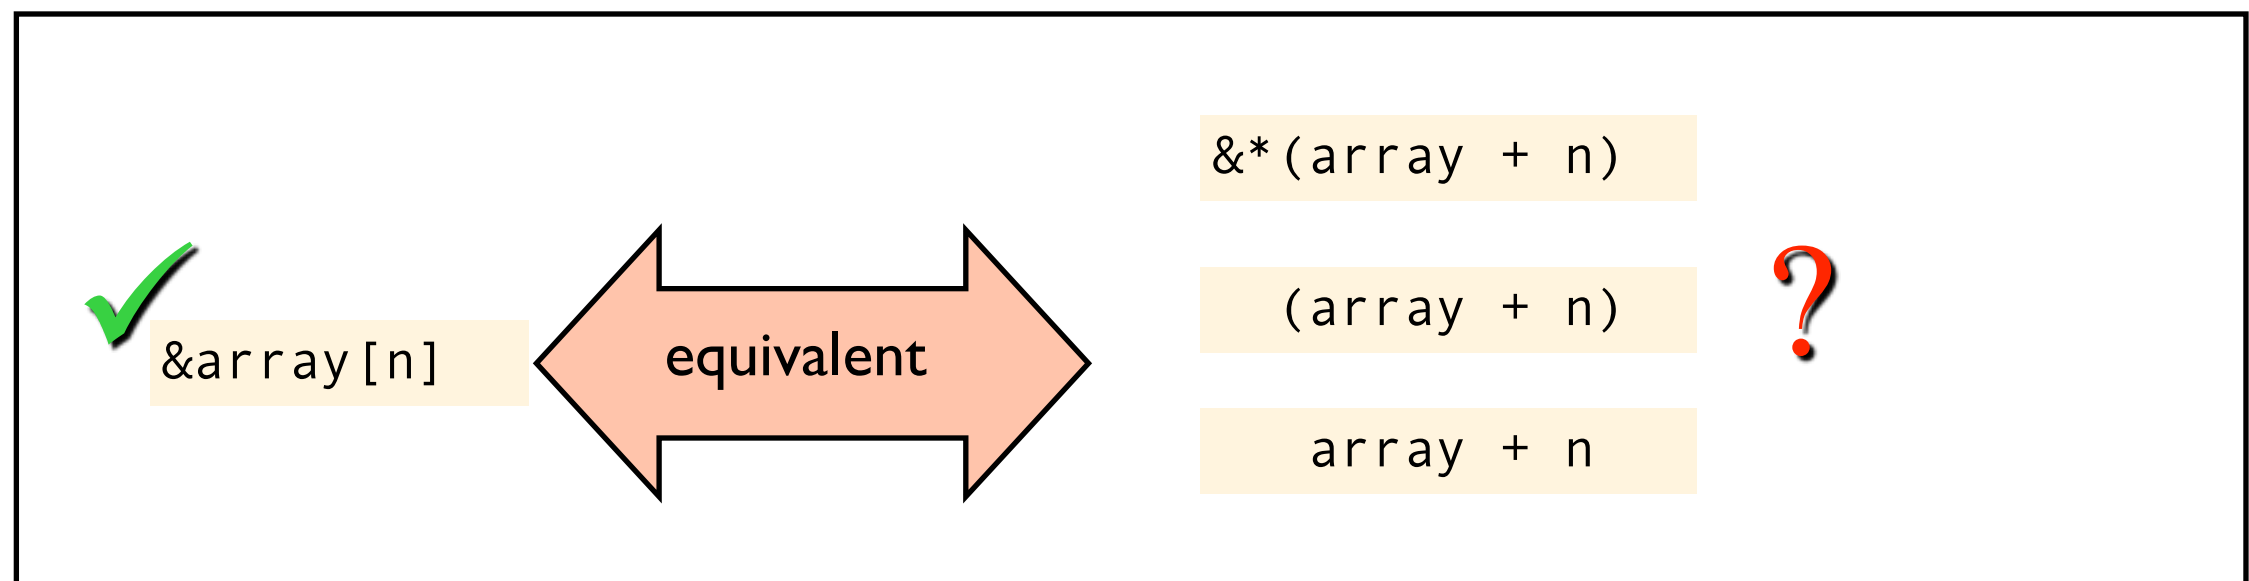 &array[n]
equivalent
&*(array + n)
(array + n)
array + n
?